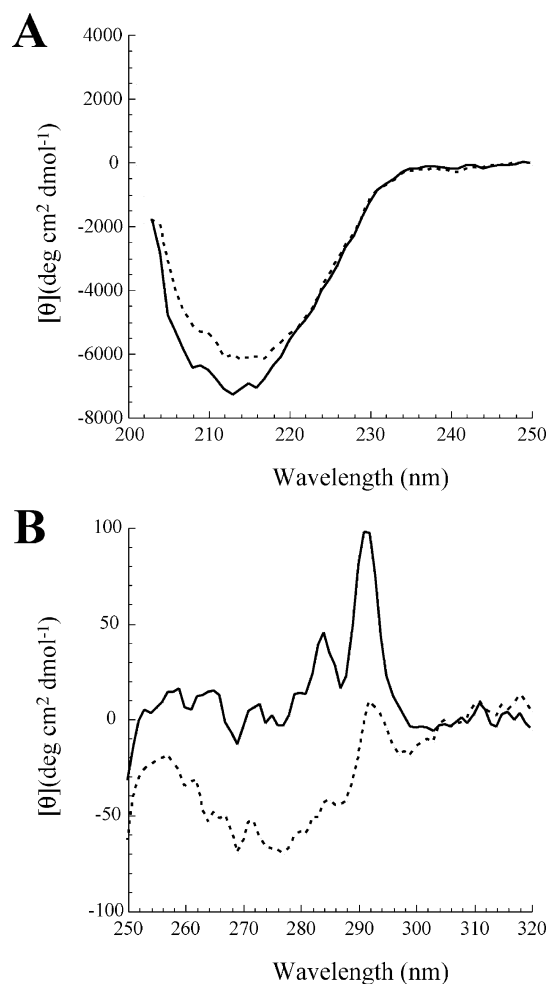 A
4000
2000
0
-2000
-4000
-6000
-8000
[θ](deg cm² dmol⁻¹)
200 210 220 230 240 250
Wavelength (nm)
B
100
50
0
-50
-100
[θ](deg cm² dmol⁻¹)
250 260 270 280 290 300 310 320
Wavelength (nm)